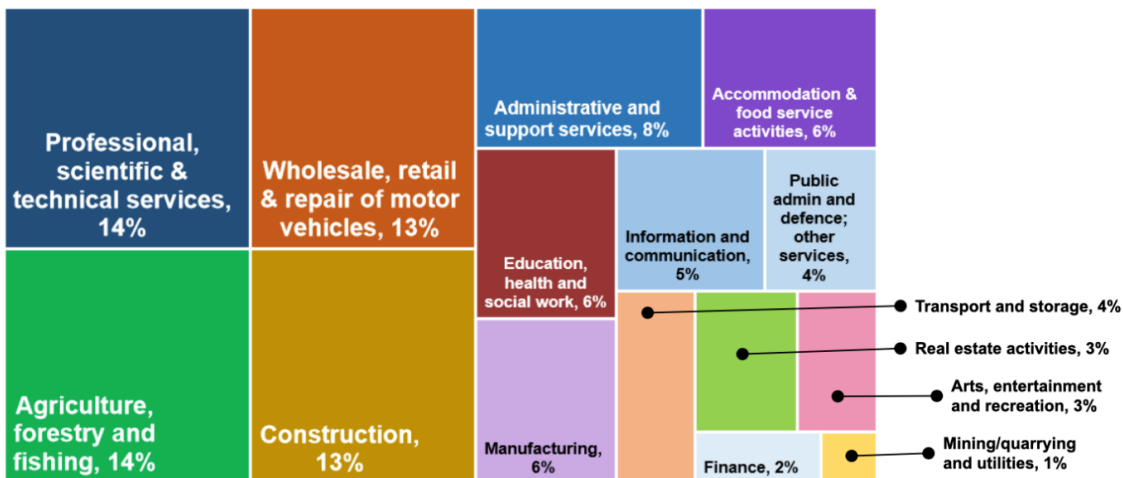 Professional,
scientific &
technical services,
14%
Wholesale, retail
& repair of motor
vehicles, 13%
Administrative and
support services, 8%
Accommodation &
food service
activities, 6%
Education,
health and
social work, 6%
Information and
communication,
5%
Public
admin and
defence;
other
services,
4%
Agriculture,
forestry and
fishing, 14%
Construction,
13%
Manufacturing,
6%
Finance, 2%
Transport and storage, 4%
Real estate activities, 3%
Arts, entertainment
and recreation, 3%
Mining/quarrying
and utilities, 1%